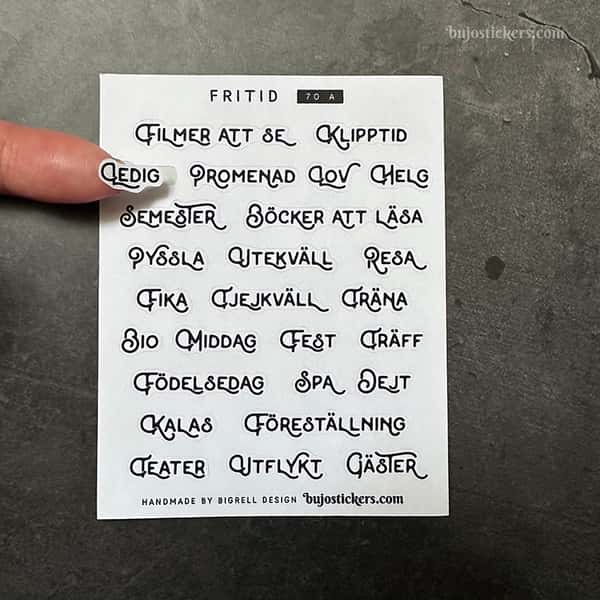 bujostickers.com
FRITID 70 A
FILMER ATT SE KLIPPTID
LEDIG PROMENAD LOV HELG
SEMESTER BÖCKER ATT LÄSA
PYSSLA UTEKVÄLL RESA
FIKA TJEJKVÄLL TRÄNA
BIO MIDDAG FEST TRÄFF
FÖDELSEDAG SPA DEJT
KALAS FÖRESTÄLLNING
TEATER UTFLYKT GÄSTER
HANDMADE BY BIGRELL DESIGN bujostickers.com